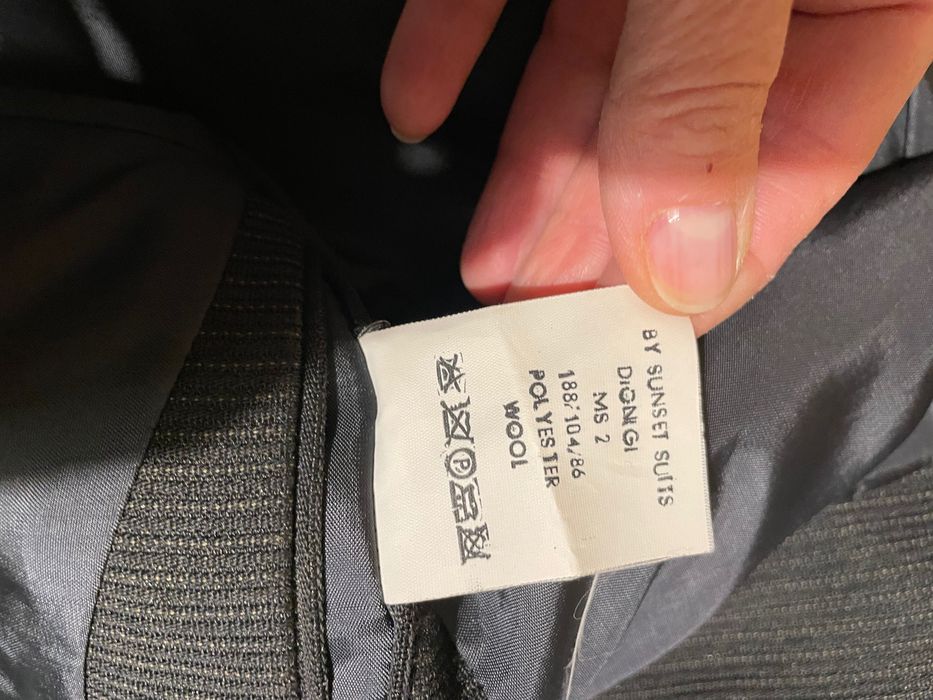 BY SUNSET SUITS
DIONGI
MS 2
188/104/86
POLYESTER
WOOL
P